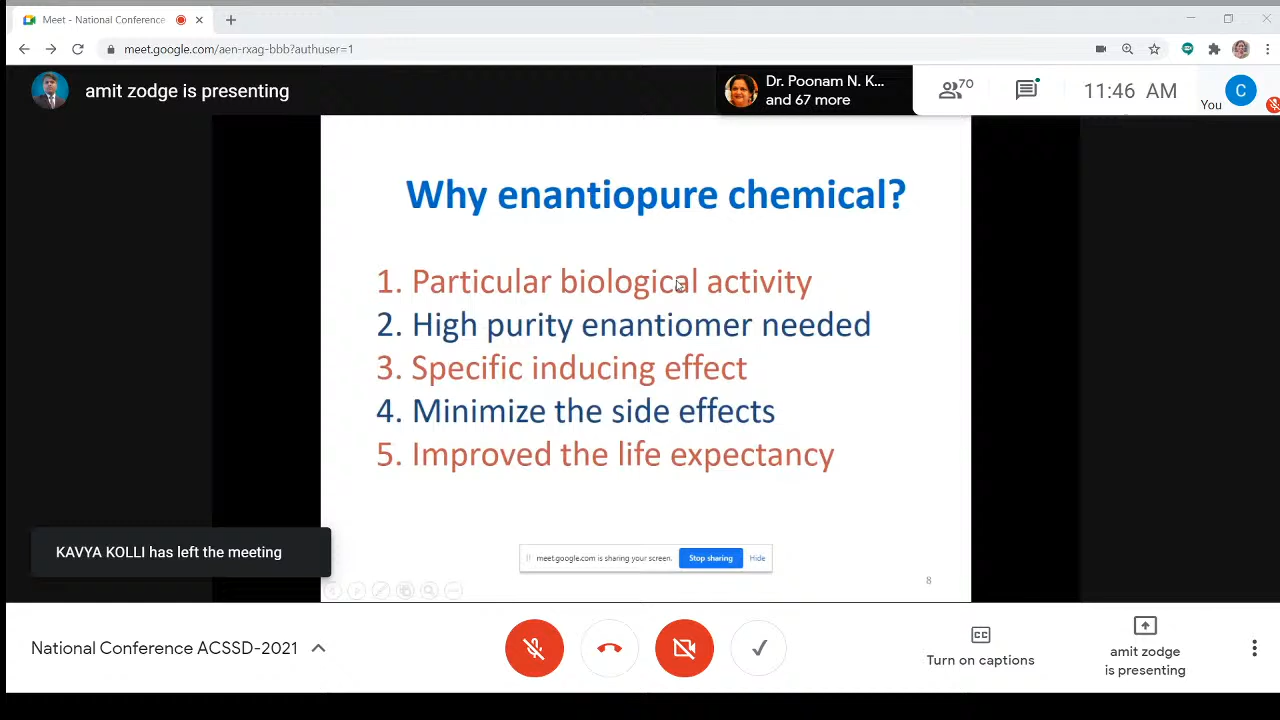 Meet - National Conference
meet.google.com/aen-rxag-bbb?authuser=1
amit zodge is presenting
Dr. Poonam N. K...
and 67 more
70
11:46 AM
You
C
Why enantiopure chemical?
1. Particular biological activity
2. High purity enantiomer needed
3. Specific inducing effect
4. Minimize the side effects
5. Improved the life expectancy
KAVYA KOLLI has left the meeting
meet.google.com is sharing your screen.
Stop sharing
Hide
8
National Conference ACSSD-2021
CC
Turn on captions
amit zodge
is presenting